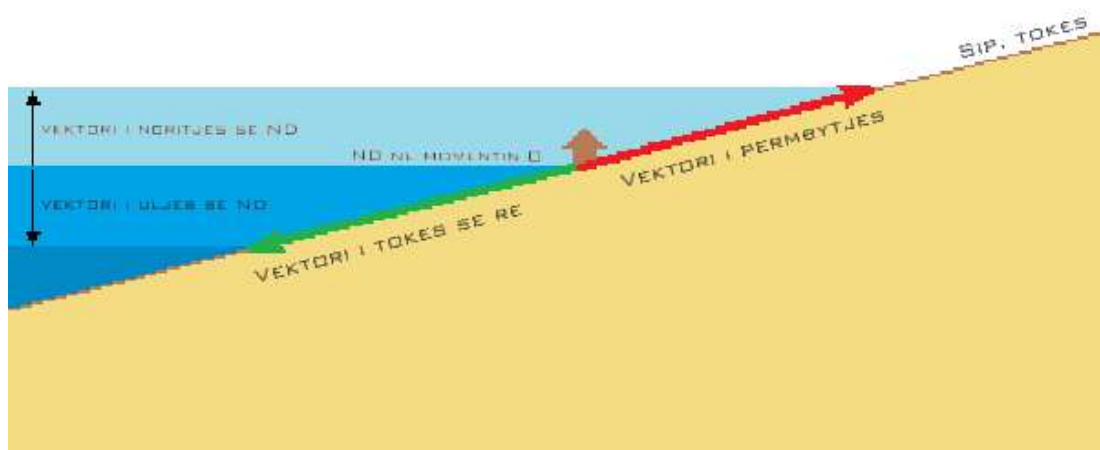 Sip. tokes
vektori i ngritjes se ND
ND ne momentin 0
Vektori i permbytjes
vektori i uljes se ND
Vektori i tokes se re